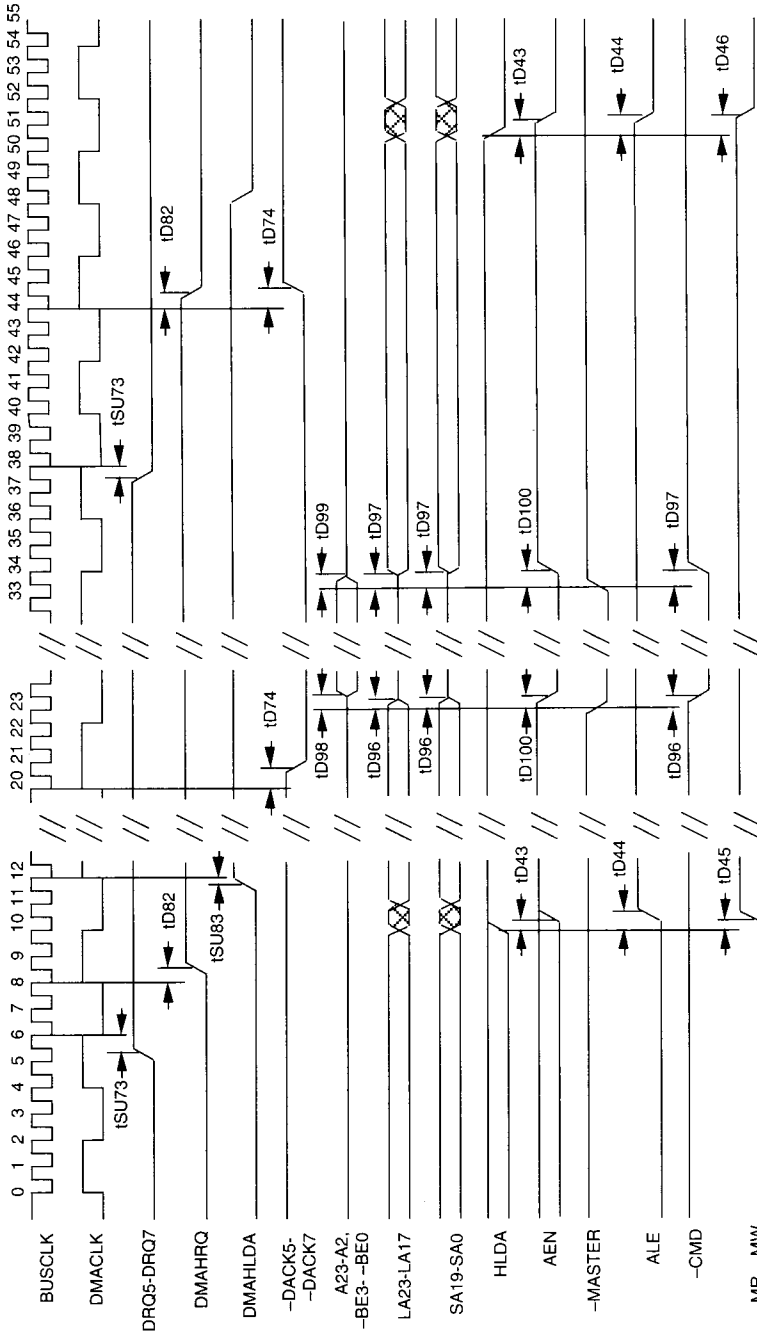 0 1 2 3 4 5 6 7 8 9 10 11 12 20 21 22 23 33 34 35 36 37 38 39 40 41 42 43 44 45 46 47 48 49 50 51 52 53 54 55
BUSCLK
DMACLK
tSU73 tSU73
DRQ5-DRQ7
tD82 tD82
DMAHRQ
tSU83
DMAHLDA
tD74 tD74
–DACK5-
–DACK7
tD98 tD99
A23-A2,
–BE3- –BE0
tD96 tD97
LA23-LA17
tD96 tD97
SA19-SA0
HLDA
tD43 tD100 tD100 tD43
AEN
–MASTER
tD44 tD44
ALE
tD96 tD97
–CMD
tD45 tD46
MR MW